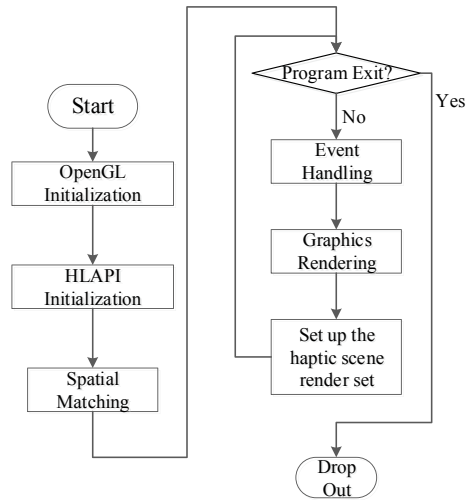 Start
OpenGL
Initialization
HLAPI
Initialization
Spatial
Matching
Program Exit?
Yes
No
Event
Handling
Graphics
Rendering
Set up the
haptic scene
render set
Drop
Out